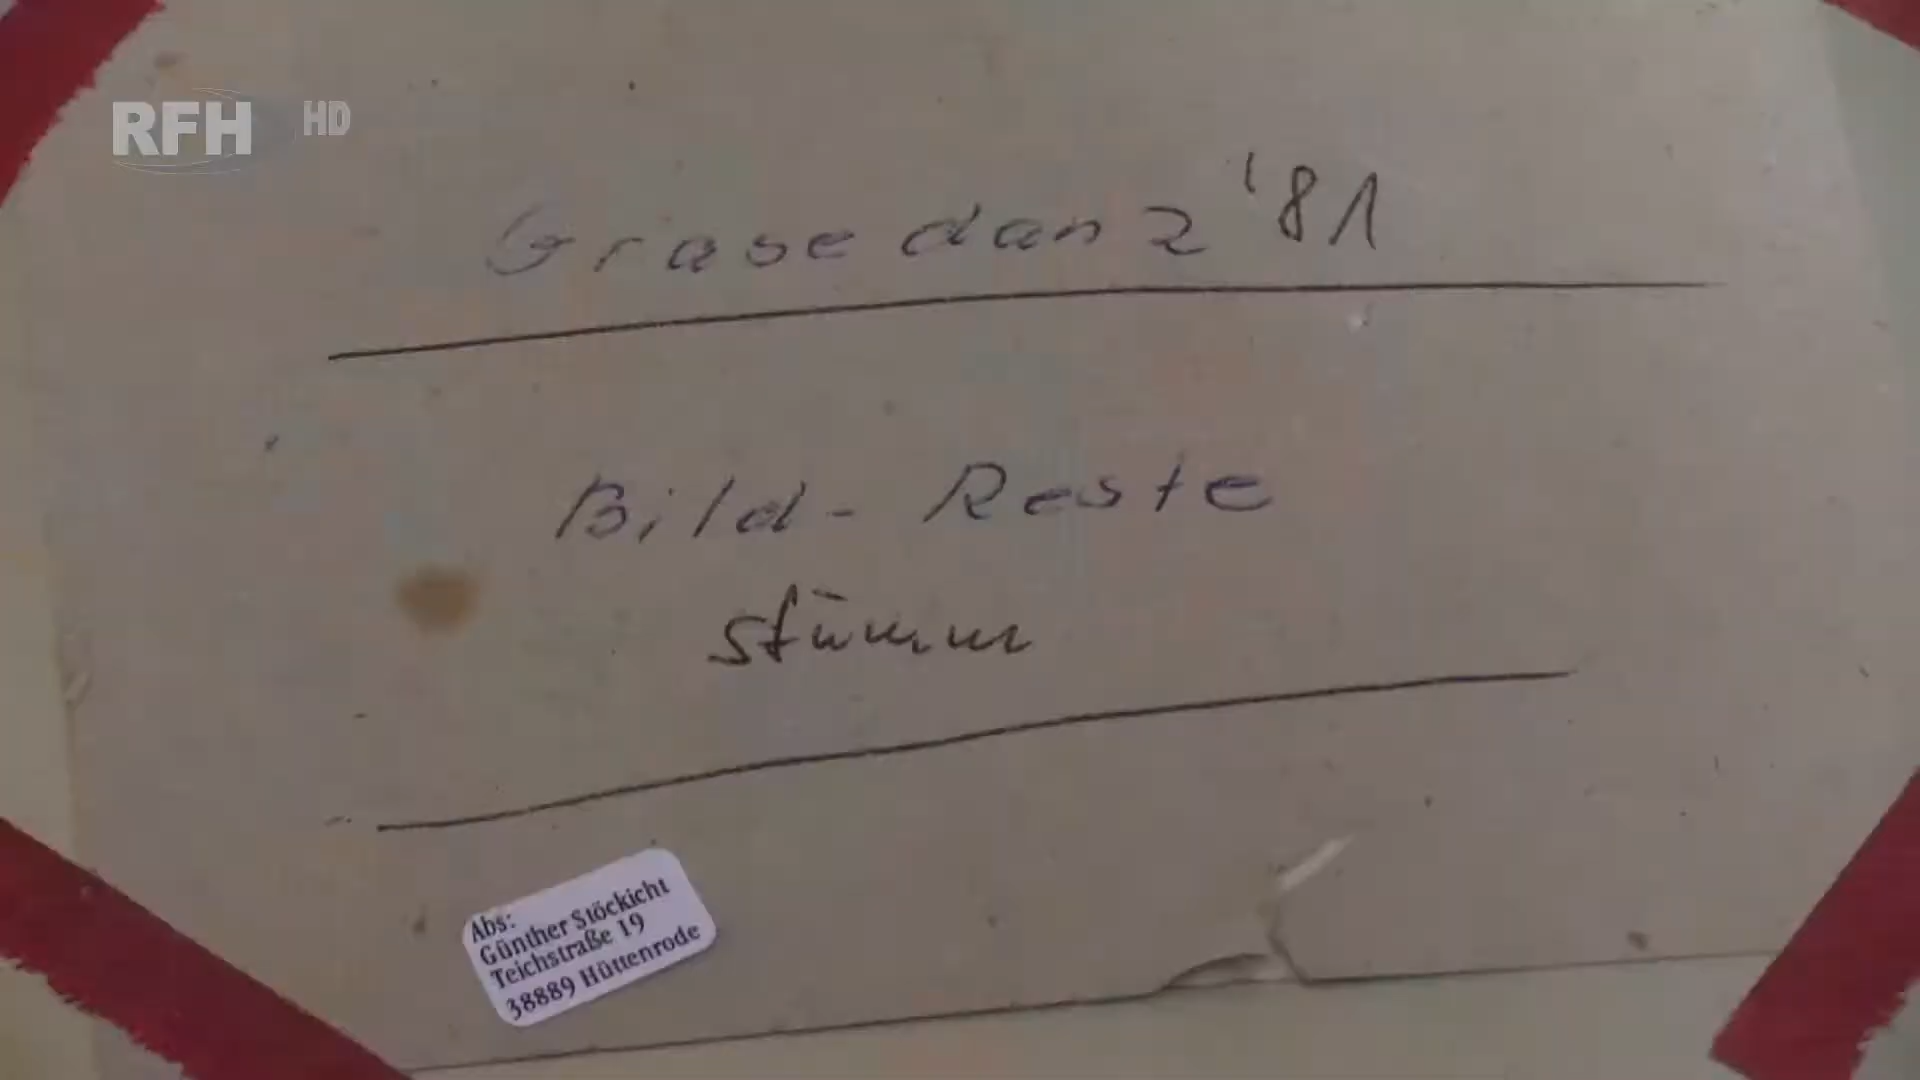 RFH HD
Grasedanz '81
Bild-Reste
stumm
Abs:
Günther Stöckicht
Teichstraße 19
38889 Hüttenrode